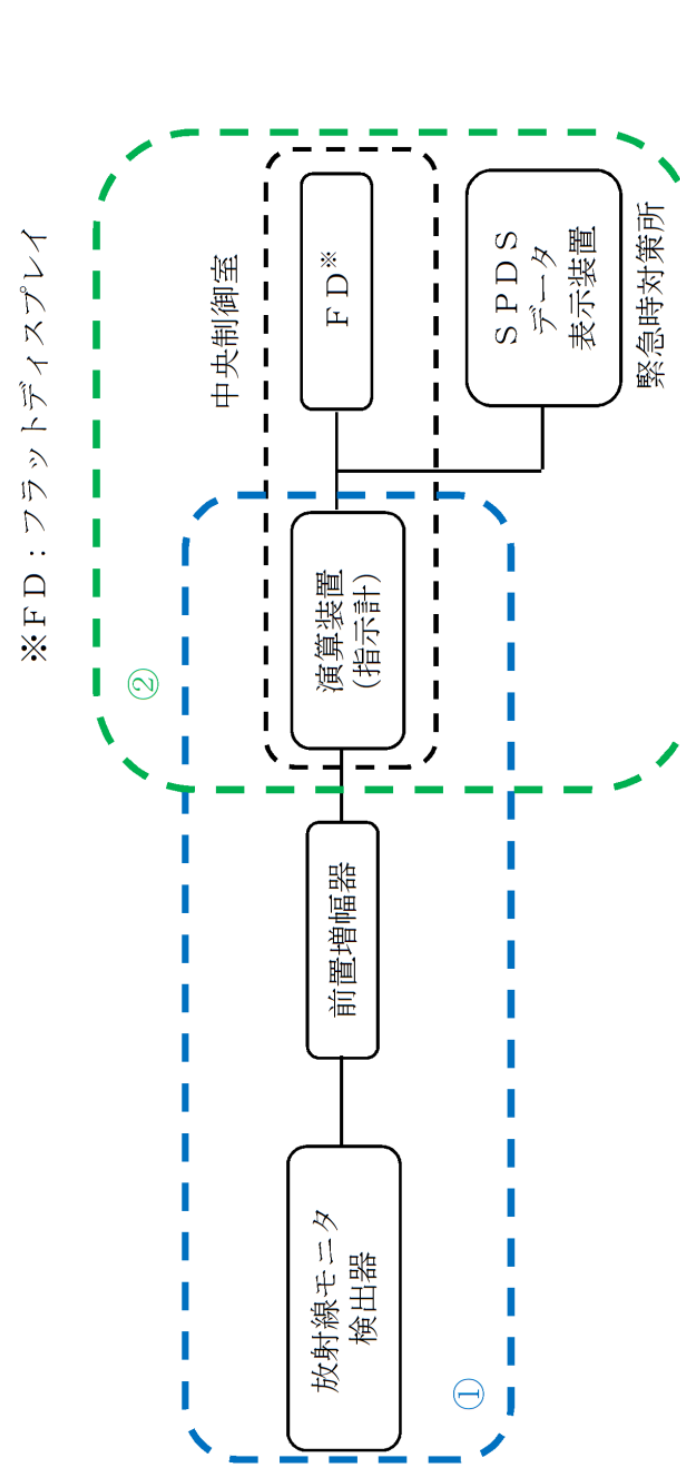 ※ＦＤ：フラットディスプレイ
②
中央制御室
放射線モニタ
検出器
前置増幅器
演算装置
(指示計)
ＦＤ※
ＳＰＤＳ
データ
表示装置
緊急時対策所
①